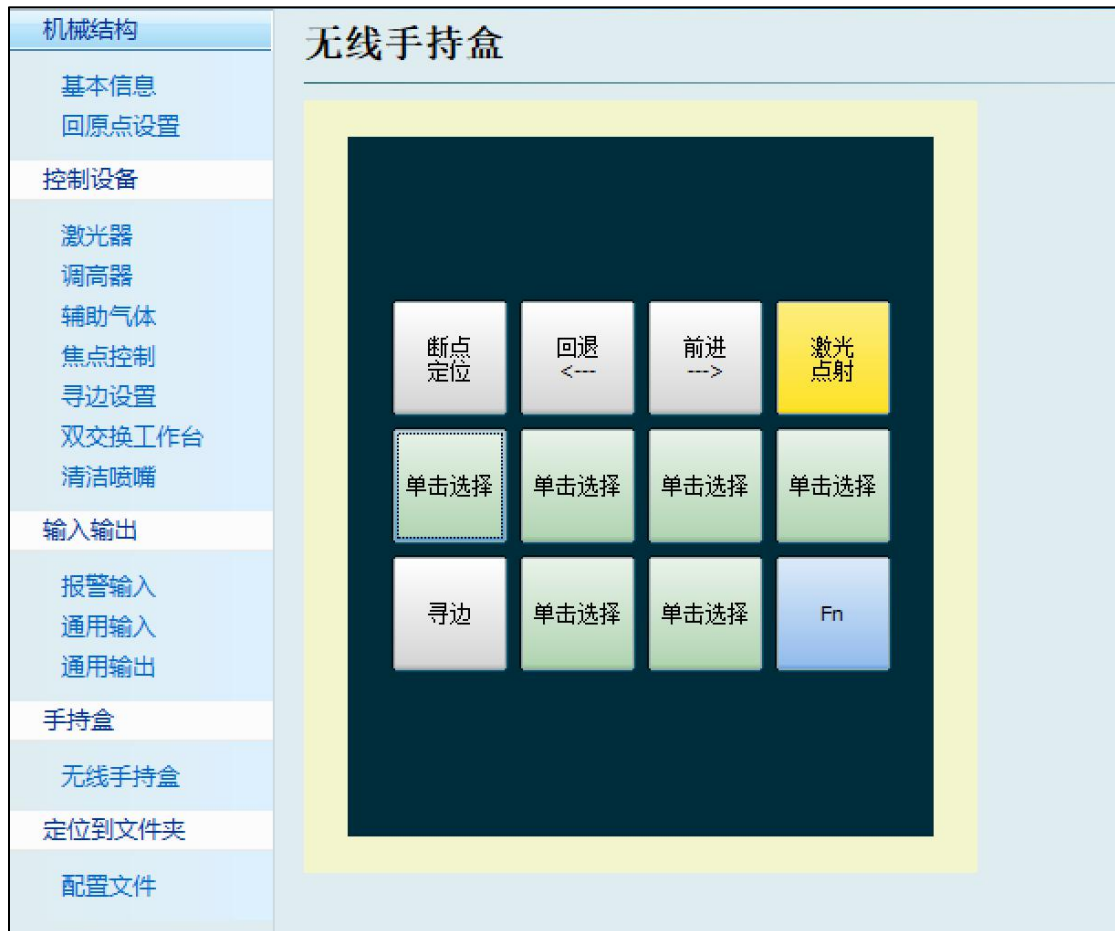 机械结构
基本信息
回原点设置
控制设备
激光器
调高器
辅助气体
焦点控制
寻边设置
双交换工作台
清洁喷嘴
输入输出
报警输入
通用输入
通用输出
手持盒
无线手持盒
定位到文件夹
配置文件
无线手持盒
断点
定位
回退
<---
前进
--->
激光
点射
单击选择
单击选择
单击选择
单击选择
寻边
单击选择
单击选择
Fn